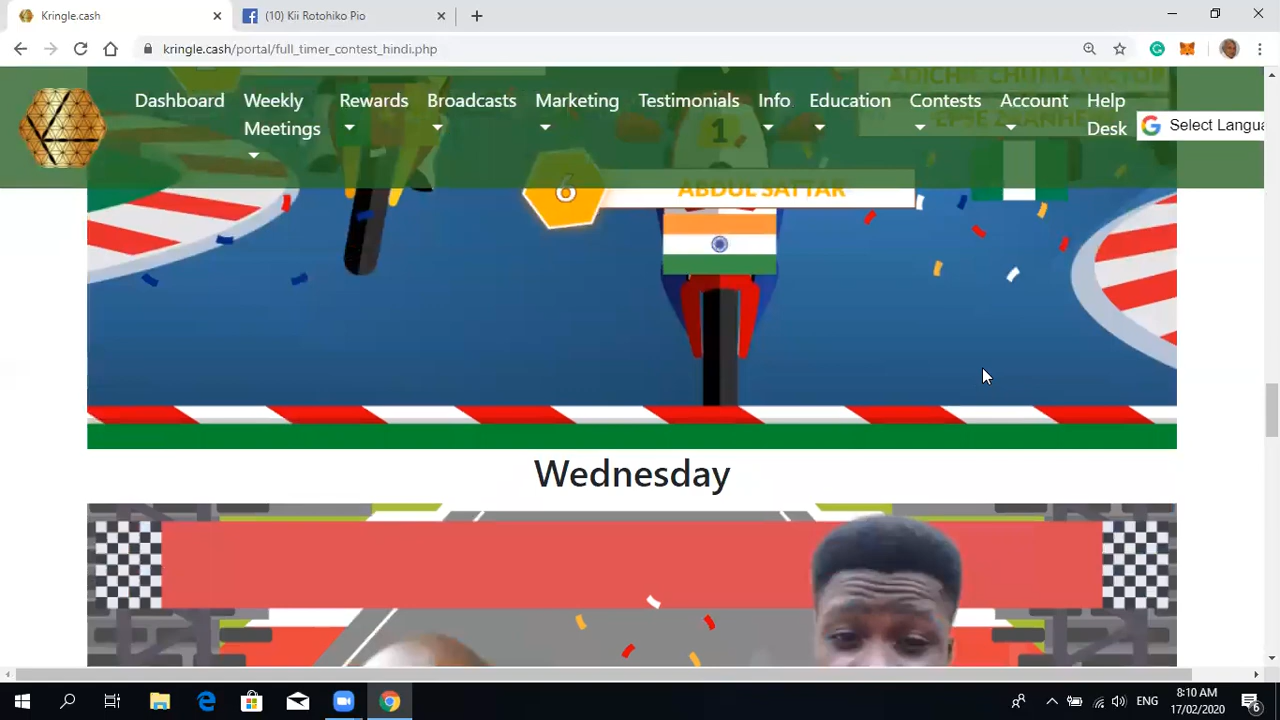 Kringle.cash
(10) Kii Rotohiko Pio
kringle.cash/portal/full_timer_contest_hindi.php
Dashboard
Weekly Meetings
Rewards
Broadcasts
Marketing
Testimonials
Info
Education
Contests
Account
Help Desk
Select Langua
1
6
ABDUL SATTAR
Wednesday
ENG
8:10 AM
17/02/2020
6